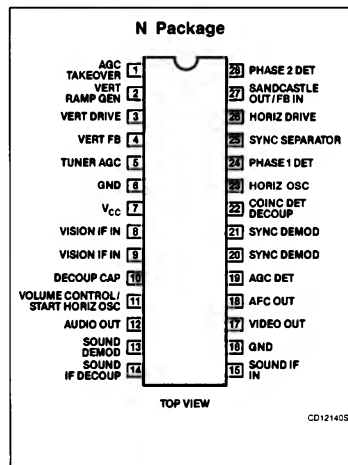 N Package
AGC
TAKEOVER 1
VERT
RAMP GEN 2
VERT DRIVE 3
VERT FB 4
TUNER AGC 5
GND 6
VCC 7
VISION IF IN 8
VISION IF IN 9
DECOUP CAP 10
VOLUME CONTROL/
START HORIZ OSC 11
AUDIO OUT 12
SOUND
DEMOD 13
SOUND
IF DECOUP 14
28 PHASE 2 DET
27 SANDCASTLE
OUT/FB IN
26 HORIZ DRIVE
25 SYNC SEPARATOR
24 PHASE 1 DET
23 HORIZ OSC
22 COINC DET
DECOUP
21 SYNC DEMOD
20 SYNC DEMOD
19 AGC DET
18 AFC OUT
17 VIDEO OUT
16 GND
15 SOUND IF
IN
TOP VIEW
CD12140S